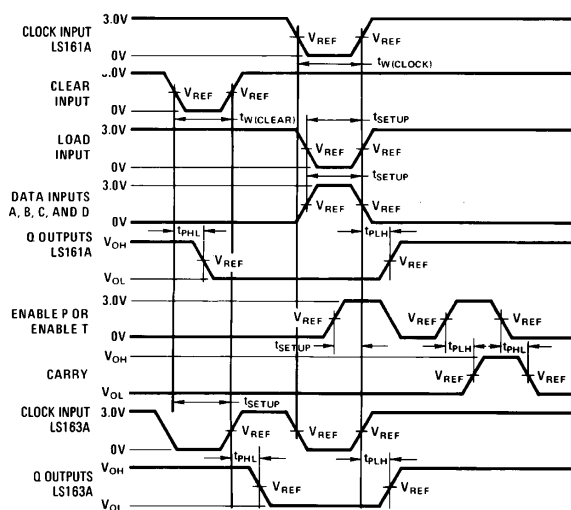 CLOCK INPUT
LS161A
3.0V
0V
VREF
VREF
tW(CLOCK)
CLEAR
INPUT
.0V
0V
VREF
VREF
tW(CLEAR)
tSETUP
LOAD
INPUT
3.0V
0V
VREF
VREF
tSETUP
DATA INPUTS
A, B, C, AND D
3.0V
0V
VREF
VREF
tPHL
tPLH
Q OUTPUTS
LS161A
VOH
VOL
VREF
VREF
ENABLE P OR
ENABLE T
3.0V
0V
VREF
VREF
VREF
tSETUP
tPLH
tPHL
CARRY
VOH
VOL
VREF
VREF
CLOCK INPUT
LS163A
3.0V
0V
tSETUP
VREF
VREF
VREF
tPHL
tPLH
Q OUTPUTS
LS163A
VOH
VOL
VREF
VREF